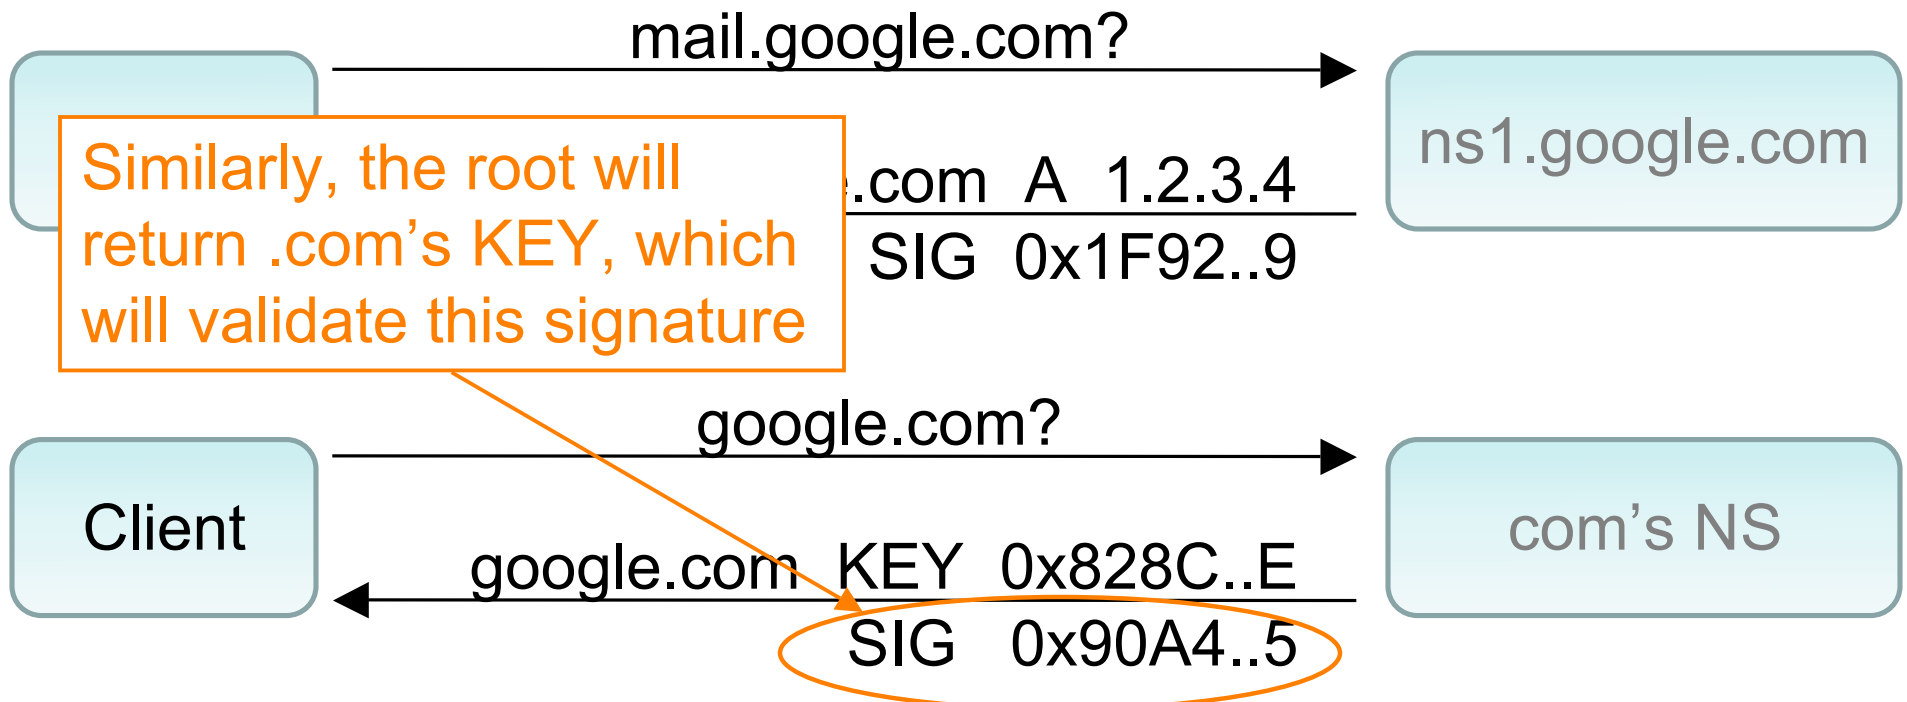 mail.google.com?
ns1.google.com
Similarly, the root will
return .com’s KEY, which
will validate this signature
.com A 1.2.3.4
SIG 0x1F92..9
google.com?
Client
com’s NS
google.com KEY 0x828C..E
SIG 0x90A4..5